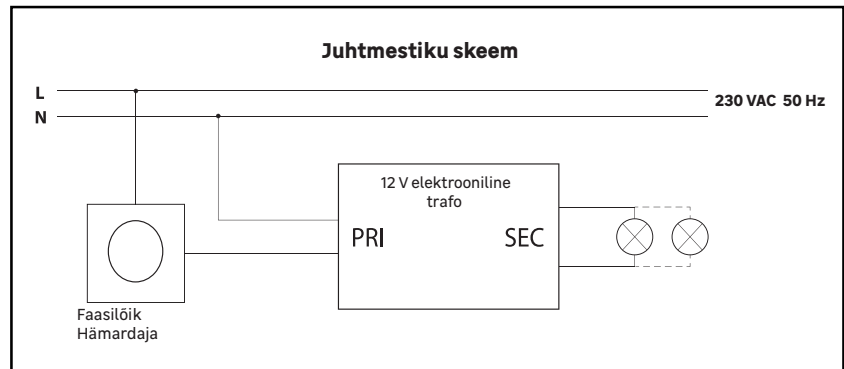 Juhtmestiku skeem
L
230 VAC 50 Hz
N
12 V elektrooniline
trafo
PRI
SEC
Faasilõik
Hämardaja